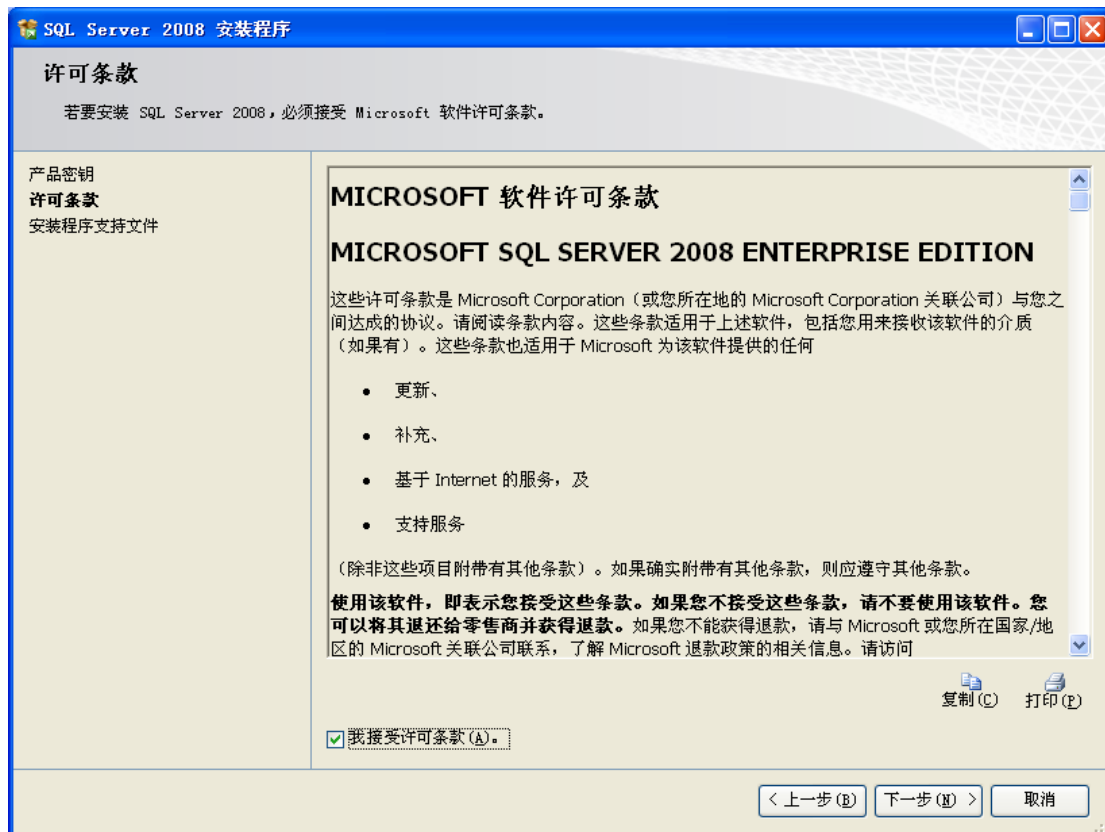 SQL Server 2008 安装程序
许可条款
若要安装 SQL Server 2008，必须接受 Microsoft 软件许可条款。
产品密钥
许可条款
安装程序支持文件
MICROSOFT 软件许可条款
MICROSOFT SQL SERVER 2008 ENTERPRISE EDITION
这些许可条款是 Microsoft Corporation（或您所在地的 Microsoft Corporation 关联公司）与您之
间达成的协议。请阅读条款内容。这些条款适用于上述软件，包括您用来接收该软件的介质
（如果有）。这些条款也适用于 Microsoft 为该软件提供的任何
• 更新、
• 补充、
• 基于 Internet 的服务，及
• 支持服务
（除非这些项目附带有其他条款）。如果确实附带有其他条款，则应遵守其他条款。
使用该软件，即表示您接受这些条款。如果您不接受这些条款，请不要使用该软件。您
可以将其退还给零售商并获得退款。如果您不能获得退款，请与 Microsoft 或您所在国家/地
区的 Microsoft 关联公司联系，了解 Microsoft 退款政策的相关信息。请访问
复制(C) 打印(P)
我接受许可条款(A)。
< 上一步(B) 下一步(N) > 取消